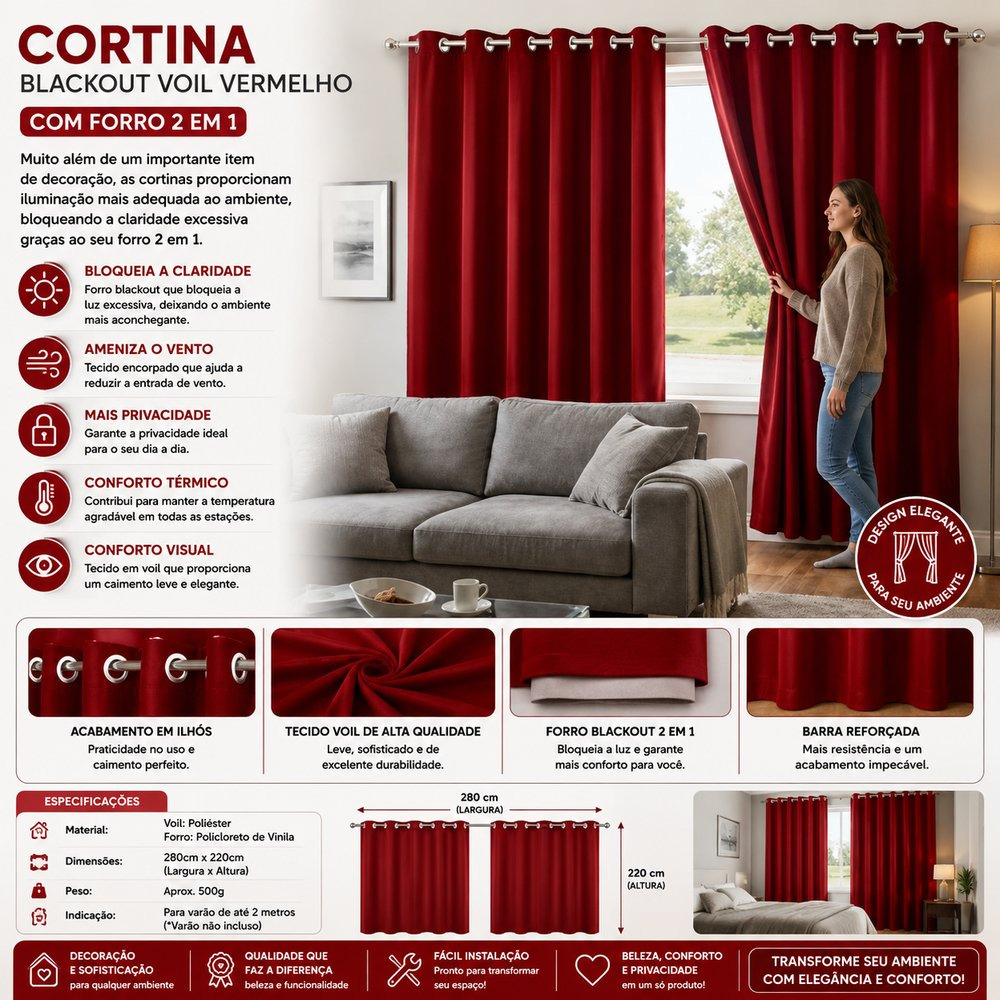 CORTINA
BLACKOUT VOIL VERMELHO
COM FORRO 2 EM 1
Muito além de um importante item
de decoração, as cortinas proporcionam
iluminação mais adequada ao ambiente,
bloqueando a claridade excessiva
graças ao seu forro 2 em 1.
BLOQUEIA A CLARIDADE
Forro blackout que bloqueia a
luz excessiva, deixando o ambiente
mais aconchegante.
AMENIZA O VENTO
Tecido encorpado que ajuda a
reduzir a entrada de vento.
MAIS PRIVACIDADE
Garante a privacidade ideal
para o seu dia a dia.
CONFORTO TÉRMICO
Contribui para manter a temperatura
agradável em todas as estações.
CONFORTO VISUAL
Tecido em voil que proporciona
um caimento leve e elegante.
DESIGN ELEGANTE
PARA SEU AMBIENTE
ACABAMENTO EM ILHÓS
Praticidade no uso e
caimento perfeito.
TECIDO VOIL DE ALTA QUALIDADE
Leve, sofisticado e de
excelente durabilidade.
FORRO BLACKOUT 2 EM 1
Bloqueia a luz e garante
mais conforto para você.
BARRA REFORÇADA
Mais resistência e um
acabamento impecável.
ESPECIFICAÇÕES
Material:
Voil: Poliéster
Forro: Policloreto de Vinila
Dimensões:
280cm x 220cm
(Largura x Altura)
Peso:
Aprox. 500g
Indicação:
Para varão de até 2 metros
(*Varão não incluso)
280 cm
(LARGURA)
220 cm
(ALTURA)
DECORAÇÃO
E SOFISTICAÇÃO
para qualquer ambiente
QUALIDADE QUE
FAZ A DIFERENÇA
beleza e funcionalidade
FÁCIL INSTALAÇÃO
Pronto para transformar
seu espaço!
BELEZA, CONFORTO
E PRIVACIDADE
em um só produto!
TRANSFORME SEU AMBIENTE
COM ELEGÂNCIA E CONFORTO!